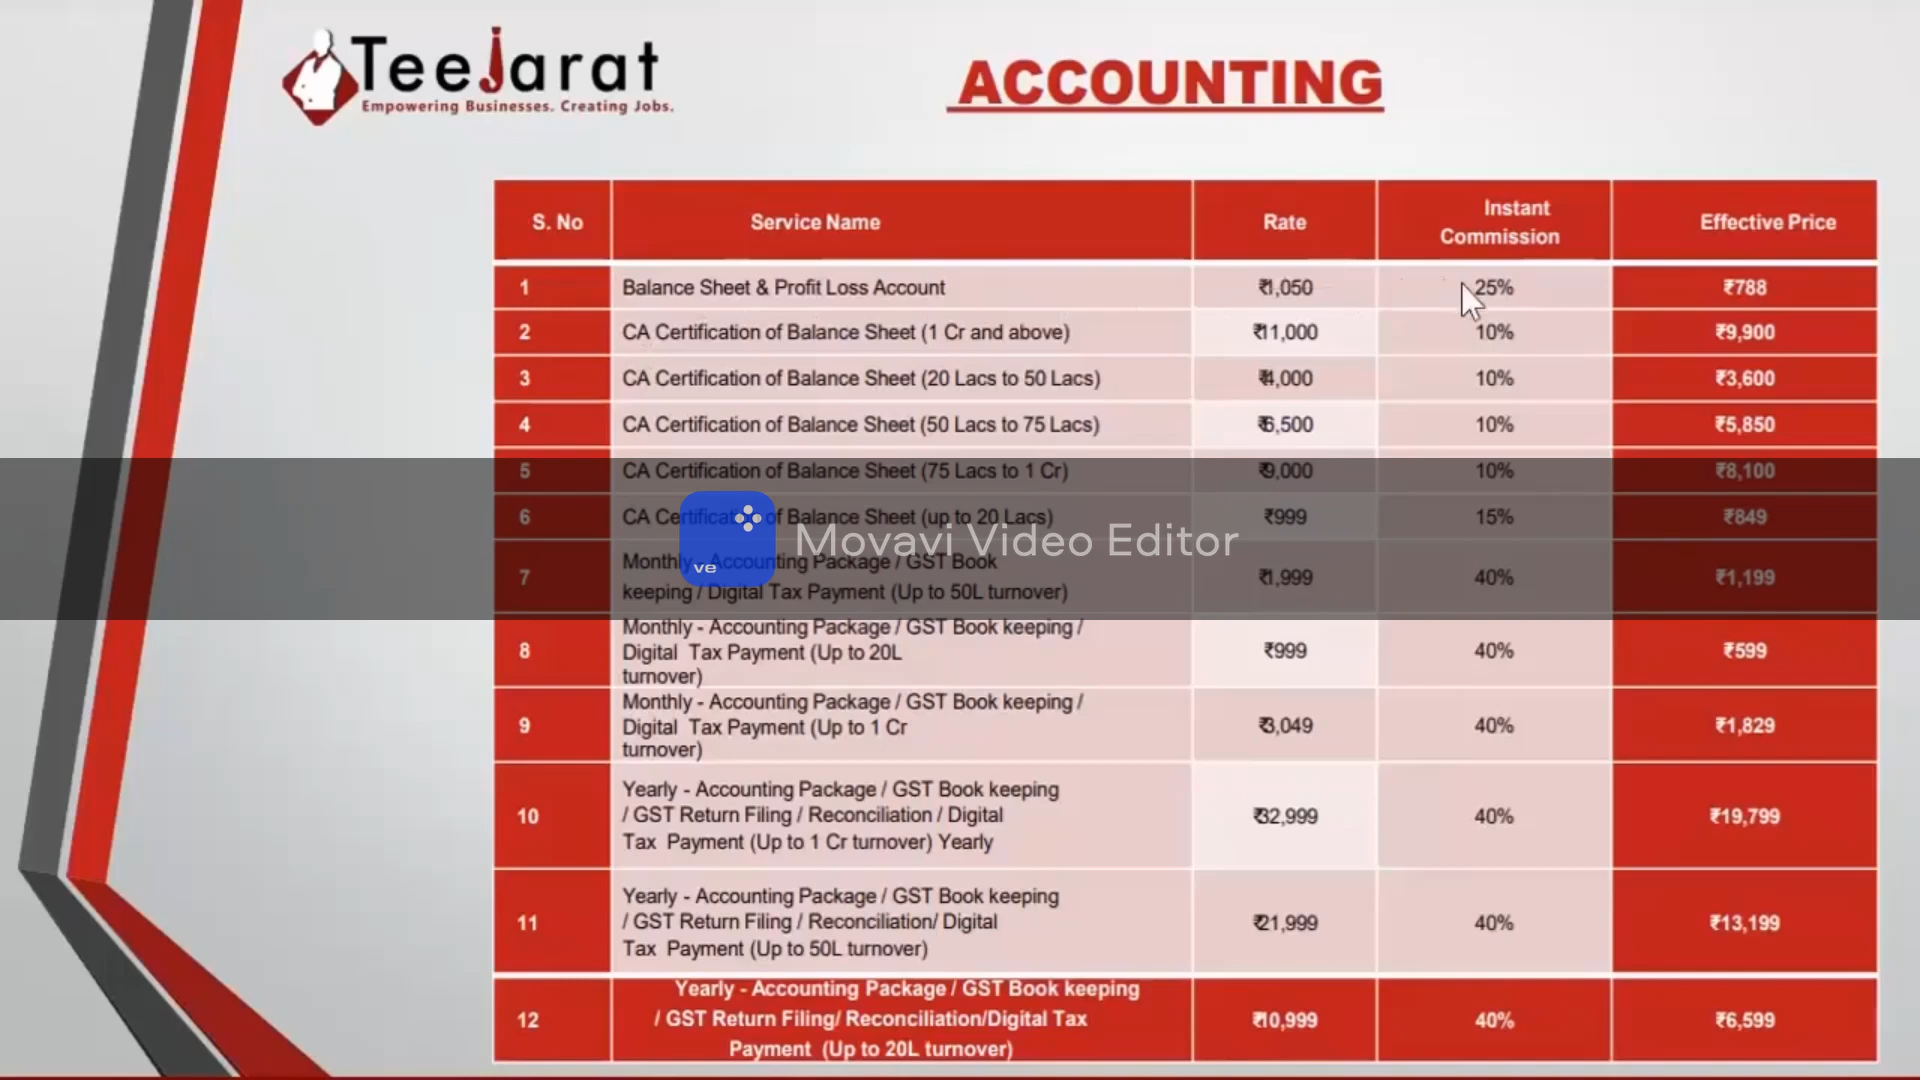 TeeJarat
Empowering Businesses. Creating Jobs.
ACCOUNTING
S. No Service Name Rate Instant Commission Effective Price
1 Balance Sheet & Profit Loss Account ₹1,050 25% ₹788
2 CA Certification of Balance Sheet (1 Cr and above) ₹11,000 10% ₹9,900
3 CA Certification of Balance Sheet (20 Lacs to 50 Lacs) ₹4,000 10% ₹3,600
4 CA Certification of Balance Sheet (50 Lacs to 75 Lacs) ₹6,500 10% ₹5,850
5 CA Certification of Balance Sheet (75 Lacs to 1 Cr) ₹9,000 10% ₹8,100
6 CA Certification of Balance Sheet (up to 20 Lacs) ₹999 15% ₹849
ve Movavi Video Editor
7 Monthly - Accounting Package / GST Book
keeping / Digital Tax Payment (Up to 50L turnover) ₹1,999 40% ₹1,199
8 Monthly - Accounting Package / GST Book keeping /
Digital Tax Payment (Up to 20L
turnover) ₹999 40% ₹599
9 Monthly - Accounting Package / GST Book keeping /
Digital Tax Payment (Up to 1 Cr
turnover) ₹3,049 40% ₹1,829
10 Yearly - Accounting Package / GST Book keeping
/ GST Return Filing / Reconciliation / Digital
Tax Payment (Up to 1 Cr turnover) Yearly ₹32,999 40% ₹19,799
11 Yearly - Accounting Package / GST Book keeping
/ GST Return Filing / Reconciliation/ Digital
Tax Payment (Up to 50L turnover) ₹21,999 40% ₹13,199
12 Yearly - Accounting Package / GST Book keeping
/ GST Return Filing/ Reconciliation/Digital Tax
Payment (Up to 20L turnover) ₹10,999 40% ₹6,599